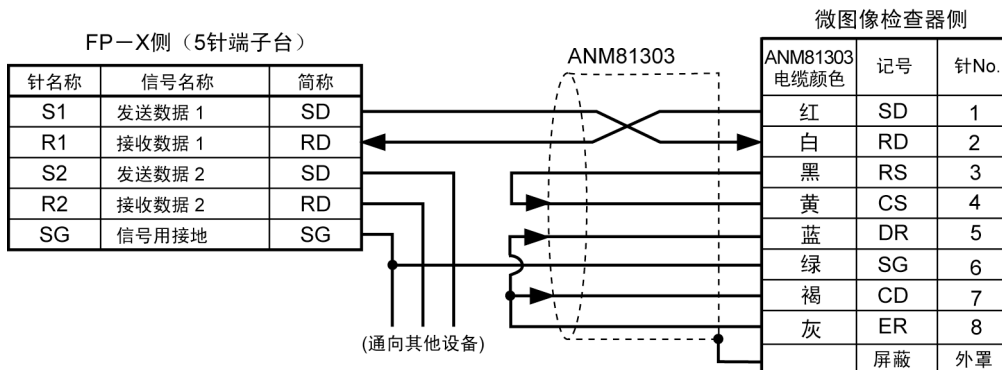 微图像检查器侧
FP－X侧（5针端子台）
ANM81303
针名称 信号名称 简称
S1 发送数据 1 SD
R1 接收数据 1 RD
S2 发送数据 2 SD
R2 接收数据 2 RD
SG 信号用接地 SG
(通向其他设备)
ANM81303 电缆颜色 记号 针No.
红 SD 1
白 RD 2
黑 RS 3
黄 CS 4
蓝 DR 5
绿 SG 6
褐 CD 7
灰 ER 8
屏蔽 外罩